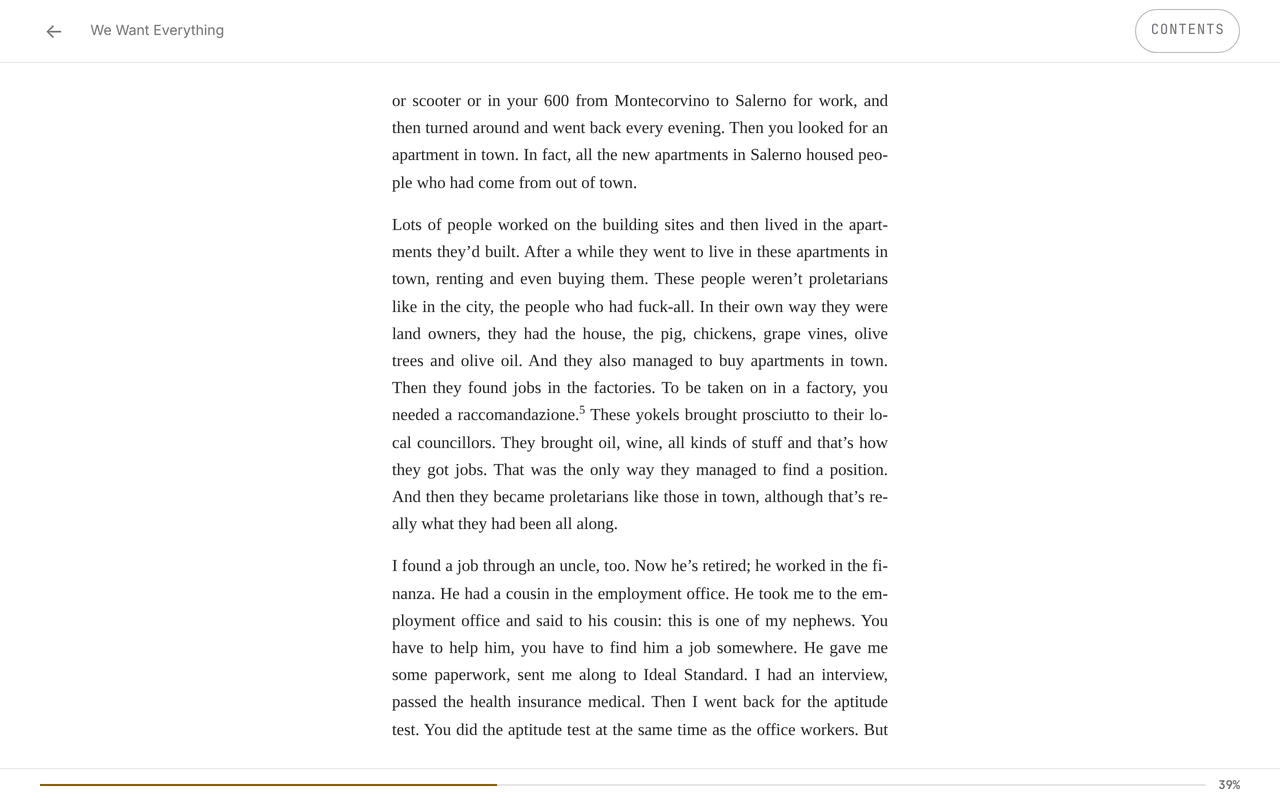 We Want Everything
CONTENTS
or scooter or in your 600 from Montecorvino to Salerno for work, and
then turned around and went back every evening. Then you looked for an
apartment in town. In fact, all the new apartments in Salerno housed peo-
ple who had come from out of town.
Lots of people worked on the building sites and then lived in the apart-
ments they’d built. After a while they went to live in these apartments in
town, renting and even buying them. These people weren’t proletarians
like in the city, the people who had fuck-all. In their own way they were
land owners, they had the house, the pig, chickens, grape vines, olive
trees and olive oil. And they also managed to buy apartments in town.
Then they found jobs in the factories. To be taken on in a factory, you
needed a raccomandazione.5 These yokels brought prosciutto to their lo-
cal councillors. They brought oil, wine, all kinds of stuff and that’s how
they got jobs. That was the only way they managed to find a position.
And then they became proletarians like those in town, although that’s re-
ally what they had been all along.
I found a job through an uncle, too. Now he’s retired; he worked in the fi-
nanza. He had a cousin in the employment office. He took me to the em-
ployment office and said to his cousin: this is one of my nephews. You
have to help him, you have to find him a job somewhere. He gave me
some paperwork, sent me along to Ideal Standard. I had an interview,
passed the health insurance medical. Then I went back for the aptitude
test. You did the aptitude test at the same time as the office workers. But
39%